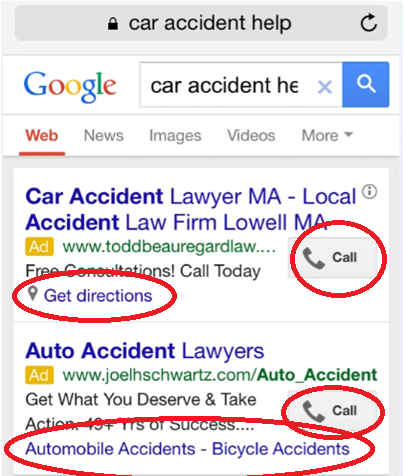 car accident help
Google
car accident he
Web News Images Videos More
Car Accident Lawyer MA - Local
Accident Law Firm Lowell MA
Ad www.toddbeauregardlaw....
Free Consultations! Call Today
Call
Get directions
Auto Accident Lawyers
Ad www.joelhschwartz.com/Auto_Accident
Get What You Deserve & Take
Action. 49+ Yrs of Success....
Call
Automobile Accidents - Bicycle Accidents